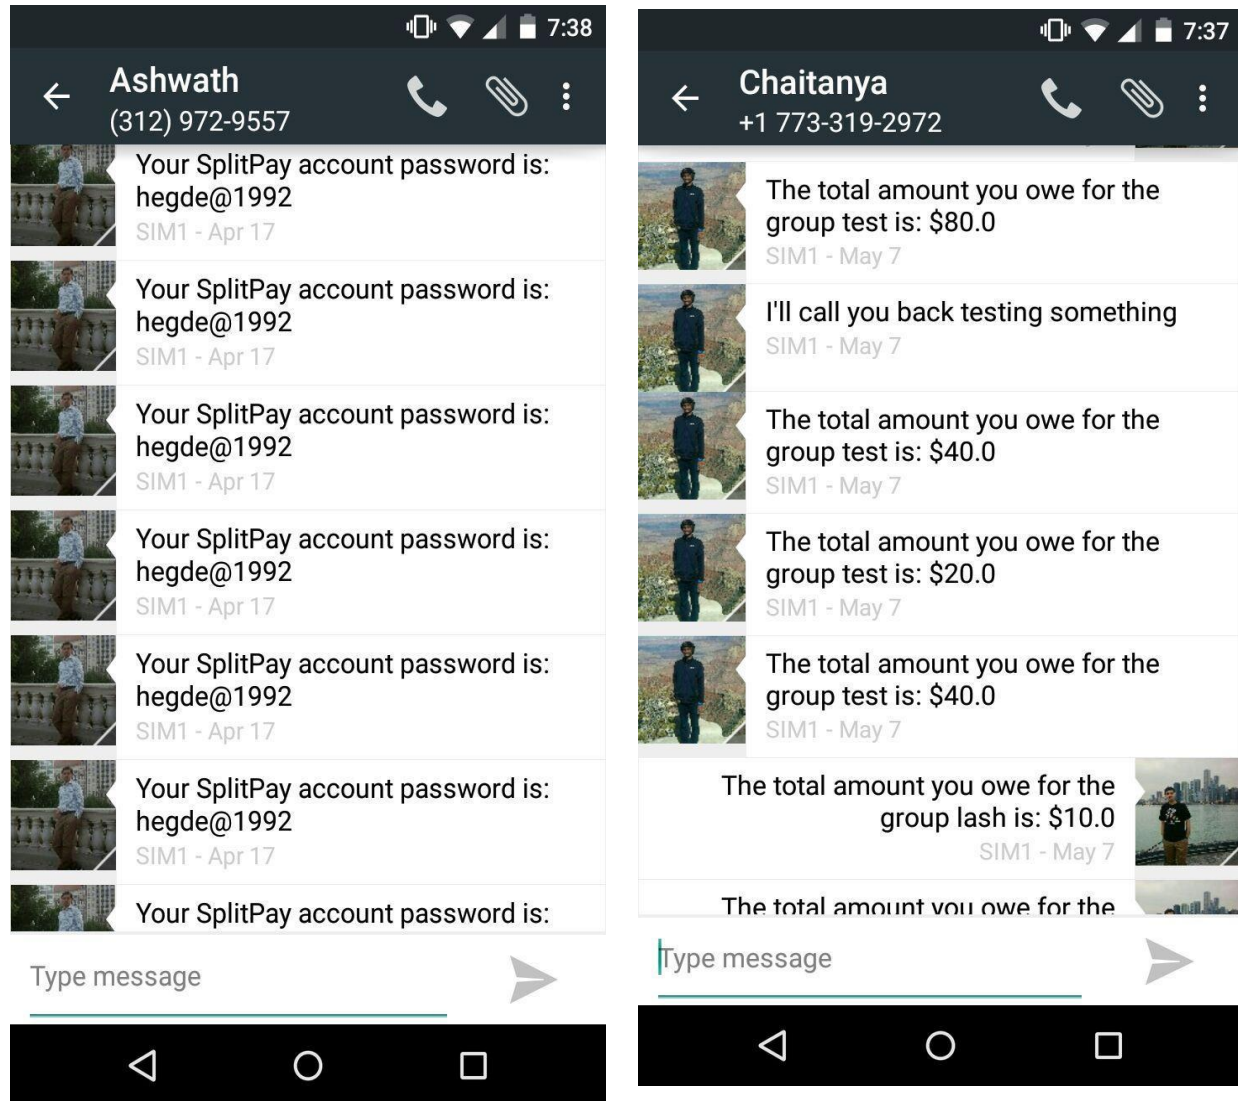 7:38
Ashwath
(312) 972-9557
Your SplitPay account password is:
hegde@1992
SIM1 - Apr 17
Your SplitPay account password is:
hegde@1992
SIM1 - Apr 17
Your SplitPay account password is:
hegde@1992
SIM1 - Apr 17
Your SplitPay account password is:
hegde@1992
SIM1 - Apr 17
Your SplitPay account password is:
hegde@1992
SIM1 - Apr 17
Your SplitPay account password is:
hegde@1992
SIM1 - Apr 17
Your SplitPay account password is:
Type message
7:37
Chaitanya
+1 773-319-2972
The total amount you owe for the
group test is: $80.0
SIM1 - May 7
I'll call you back testing something
SIM1 - May 7
The total amount you owe for the
group test is: $40.0
SIM1 - May 7
The total amount you owe for the
group test is: $20.0
SIM1 - May 7
The total amount you owe for the
group test is: $40.0
SIM1 - May 7
The total amount you owe for the
group lash is: $10.0
SIM1 - May 7
The total amount you owe for the
Type message